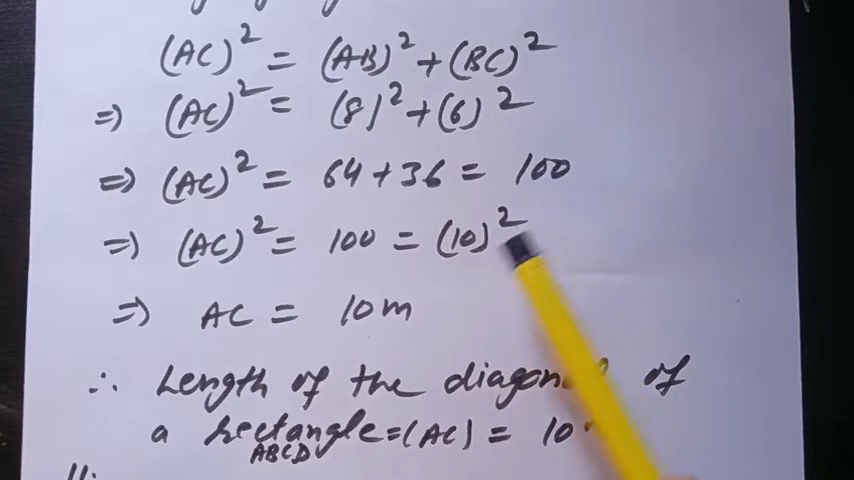 (AC)² = (AB)² + (BC)²
⇒ (AC)² = (8)² + (6)²
⇒ (AC)² = 64 + 36 = 100
⇒ (AC)² = 100 = (10)²
⇒ AC = 10m
∴ Length of the diagonal of
a rectangle = (AC) = 10
ABCD